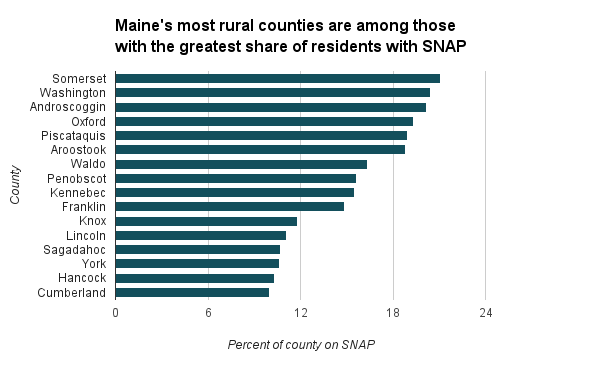 Maine's most rural counties are among those
with the greatest share of residents with SNAP
County
Somerset
Washington
Androscoggin
Oxford
Piscataquis
Aroostook
Waldo
Penobscot
Kennebec
Franklin
Knox
Lincoln
Sagadahoc
York
Hancock
Cumberland
0 6 12 18 24
Percent of county on SNAP